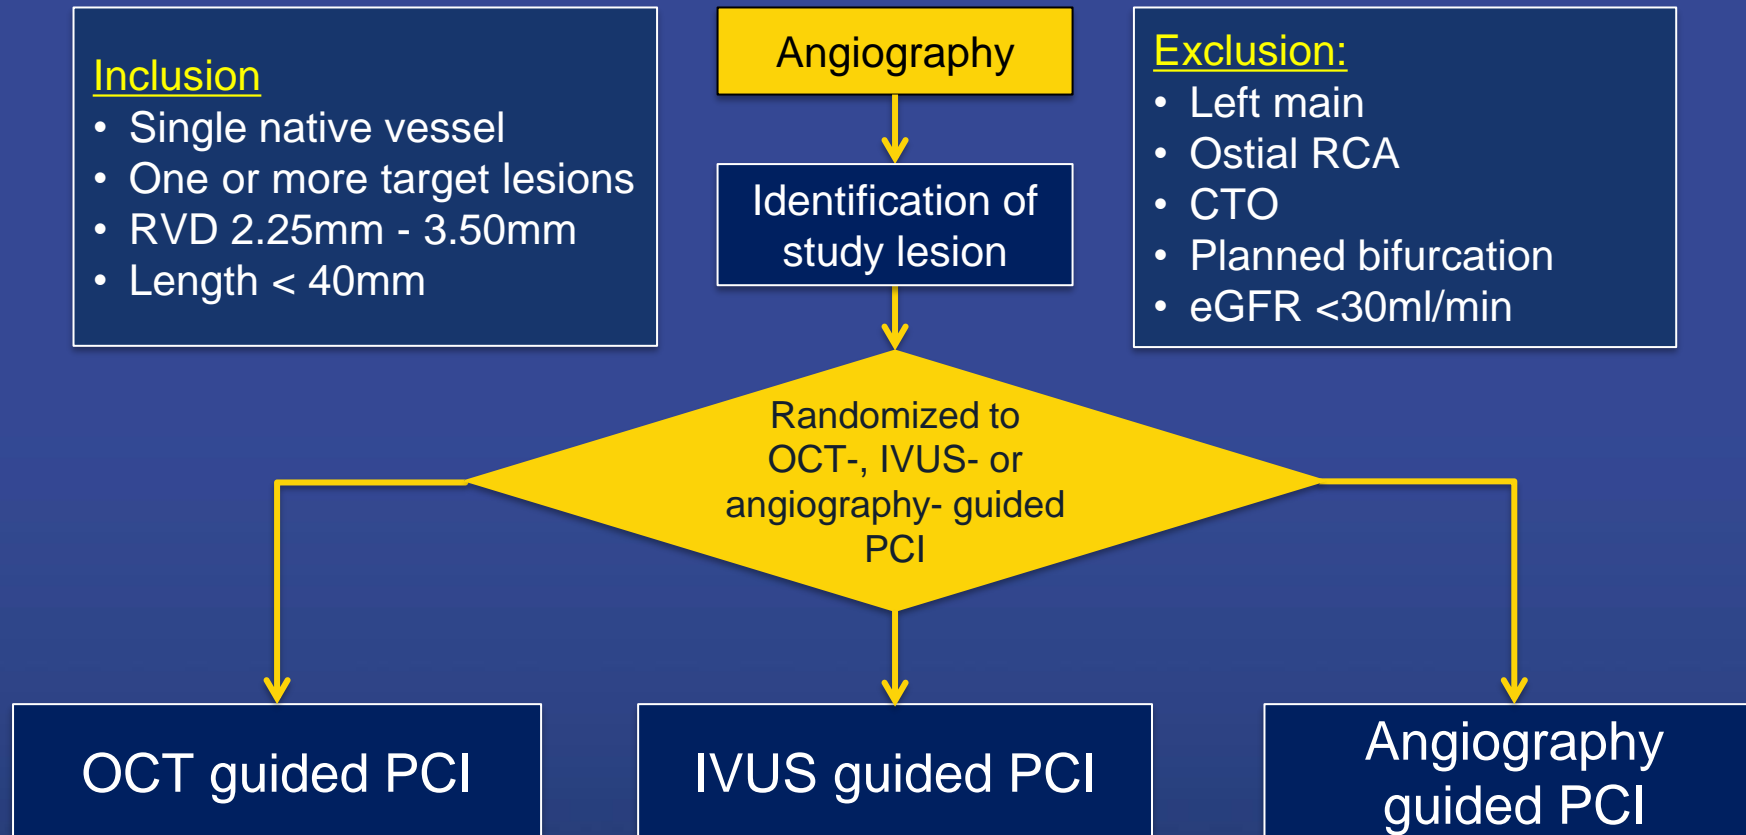 Inclusion
• Single native vessel
• One or more target lesions
• RVD 2.25mm - 3.50mm
• Length < 40mm
Angiography
Identification of
study lesion
Exclusion:
• Left main
• Ostial RCA
• CTO
• Planned bifurcation
• eGFR <30ml/min
Randomized to
OCT-, IVUS- or
angiography- guided
PCI
OCT guided PCI
IVUS guided PCI
Angiography
guided PCI